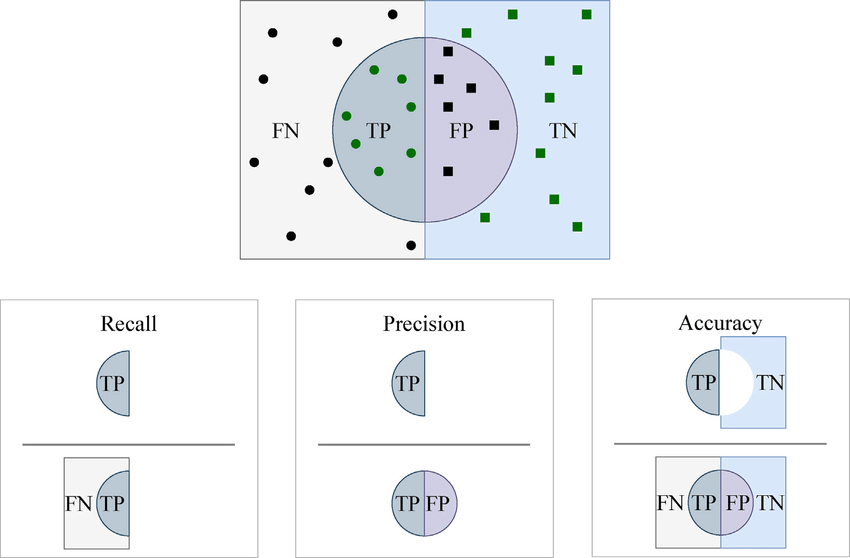 FN TP FP TN
Recall
TP
FN TP
Precision
TP
TP FP
Accuracy
TP TN
FN TP FP TN